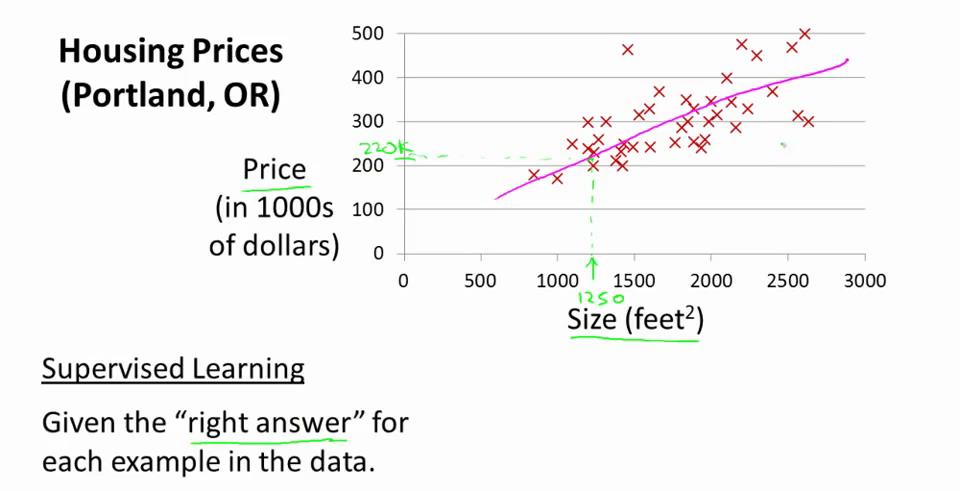 Housing Prices
(Portland, OR)
500
400
300
220K
200
Price
(in 1000s
of dollars)
100
0
0 500 1000 1500 2000 2500 3000
1250
Size (feet²)
Supervised Learning
Given the “right answer” for
each example in the data.